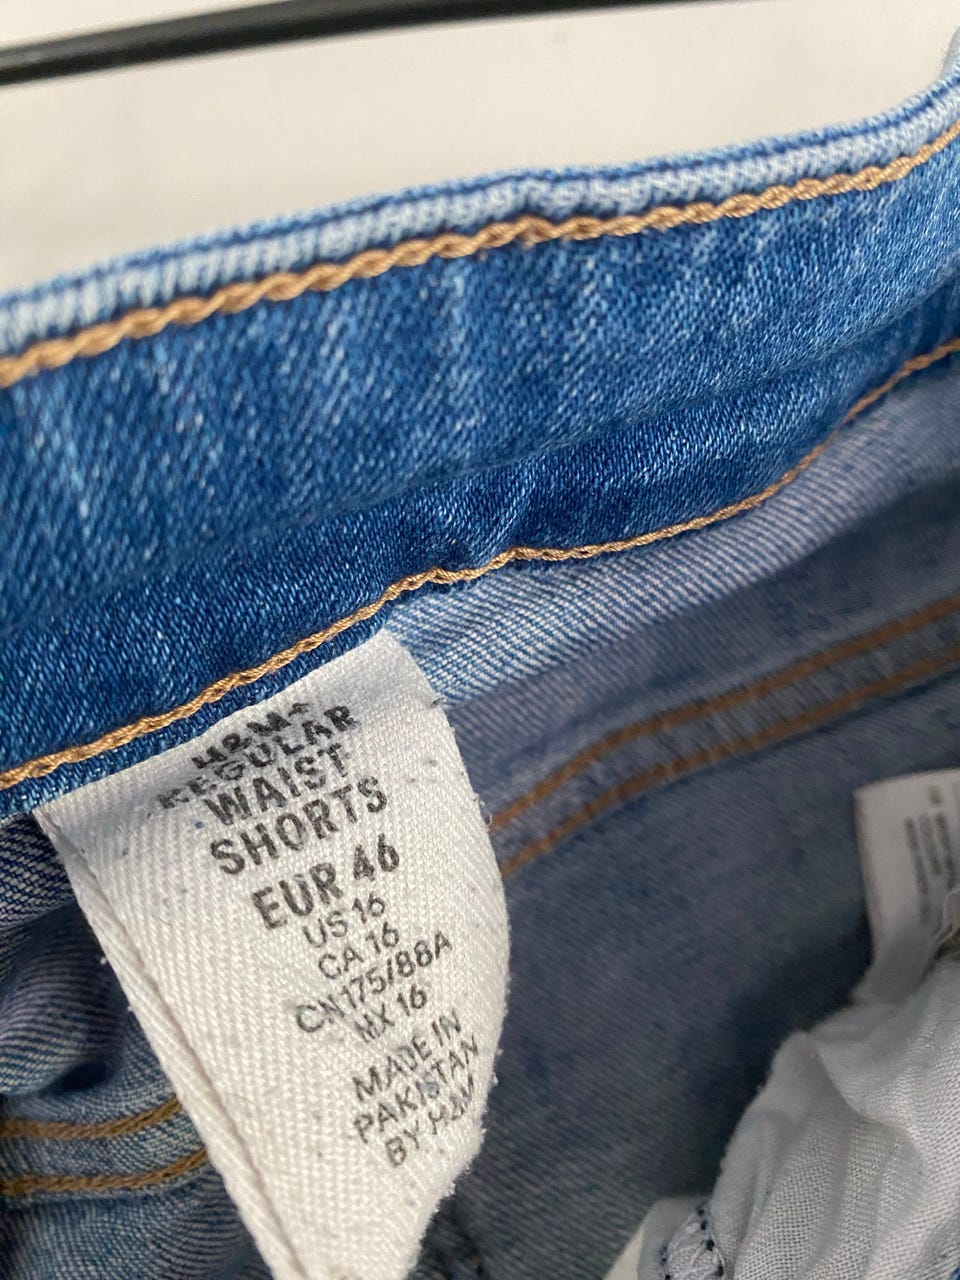 H&M+
REGULAR
WAIST
SHORTS
EUR 46
US 16
CA 16
CN 175/88A
MX 16
MADE IN
PAKISTAN
BY H&M